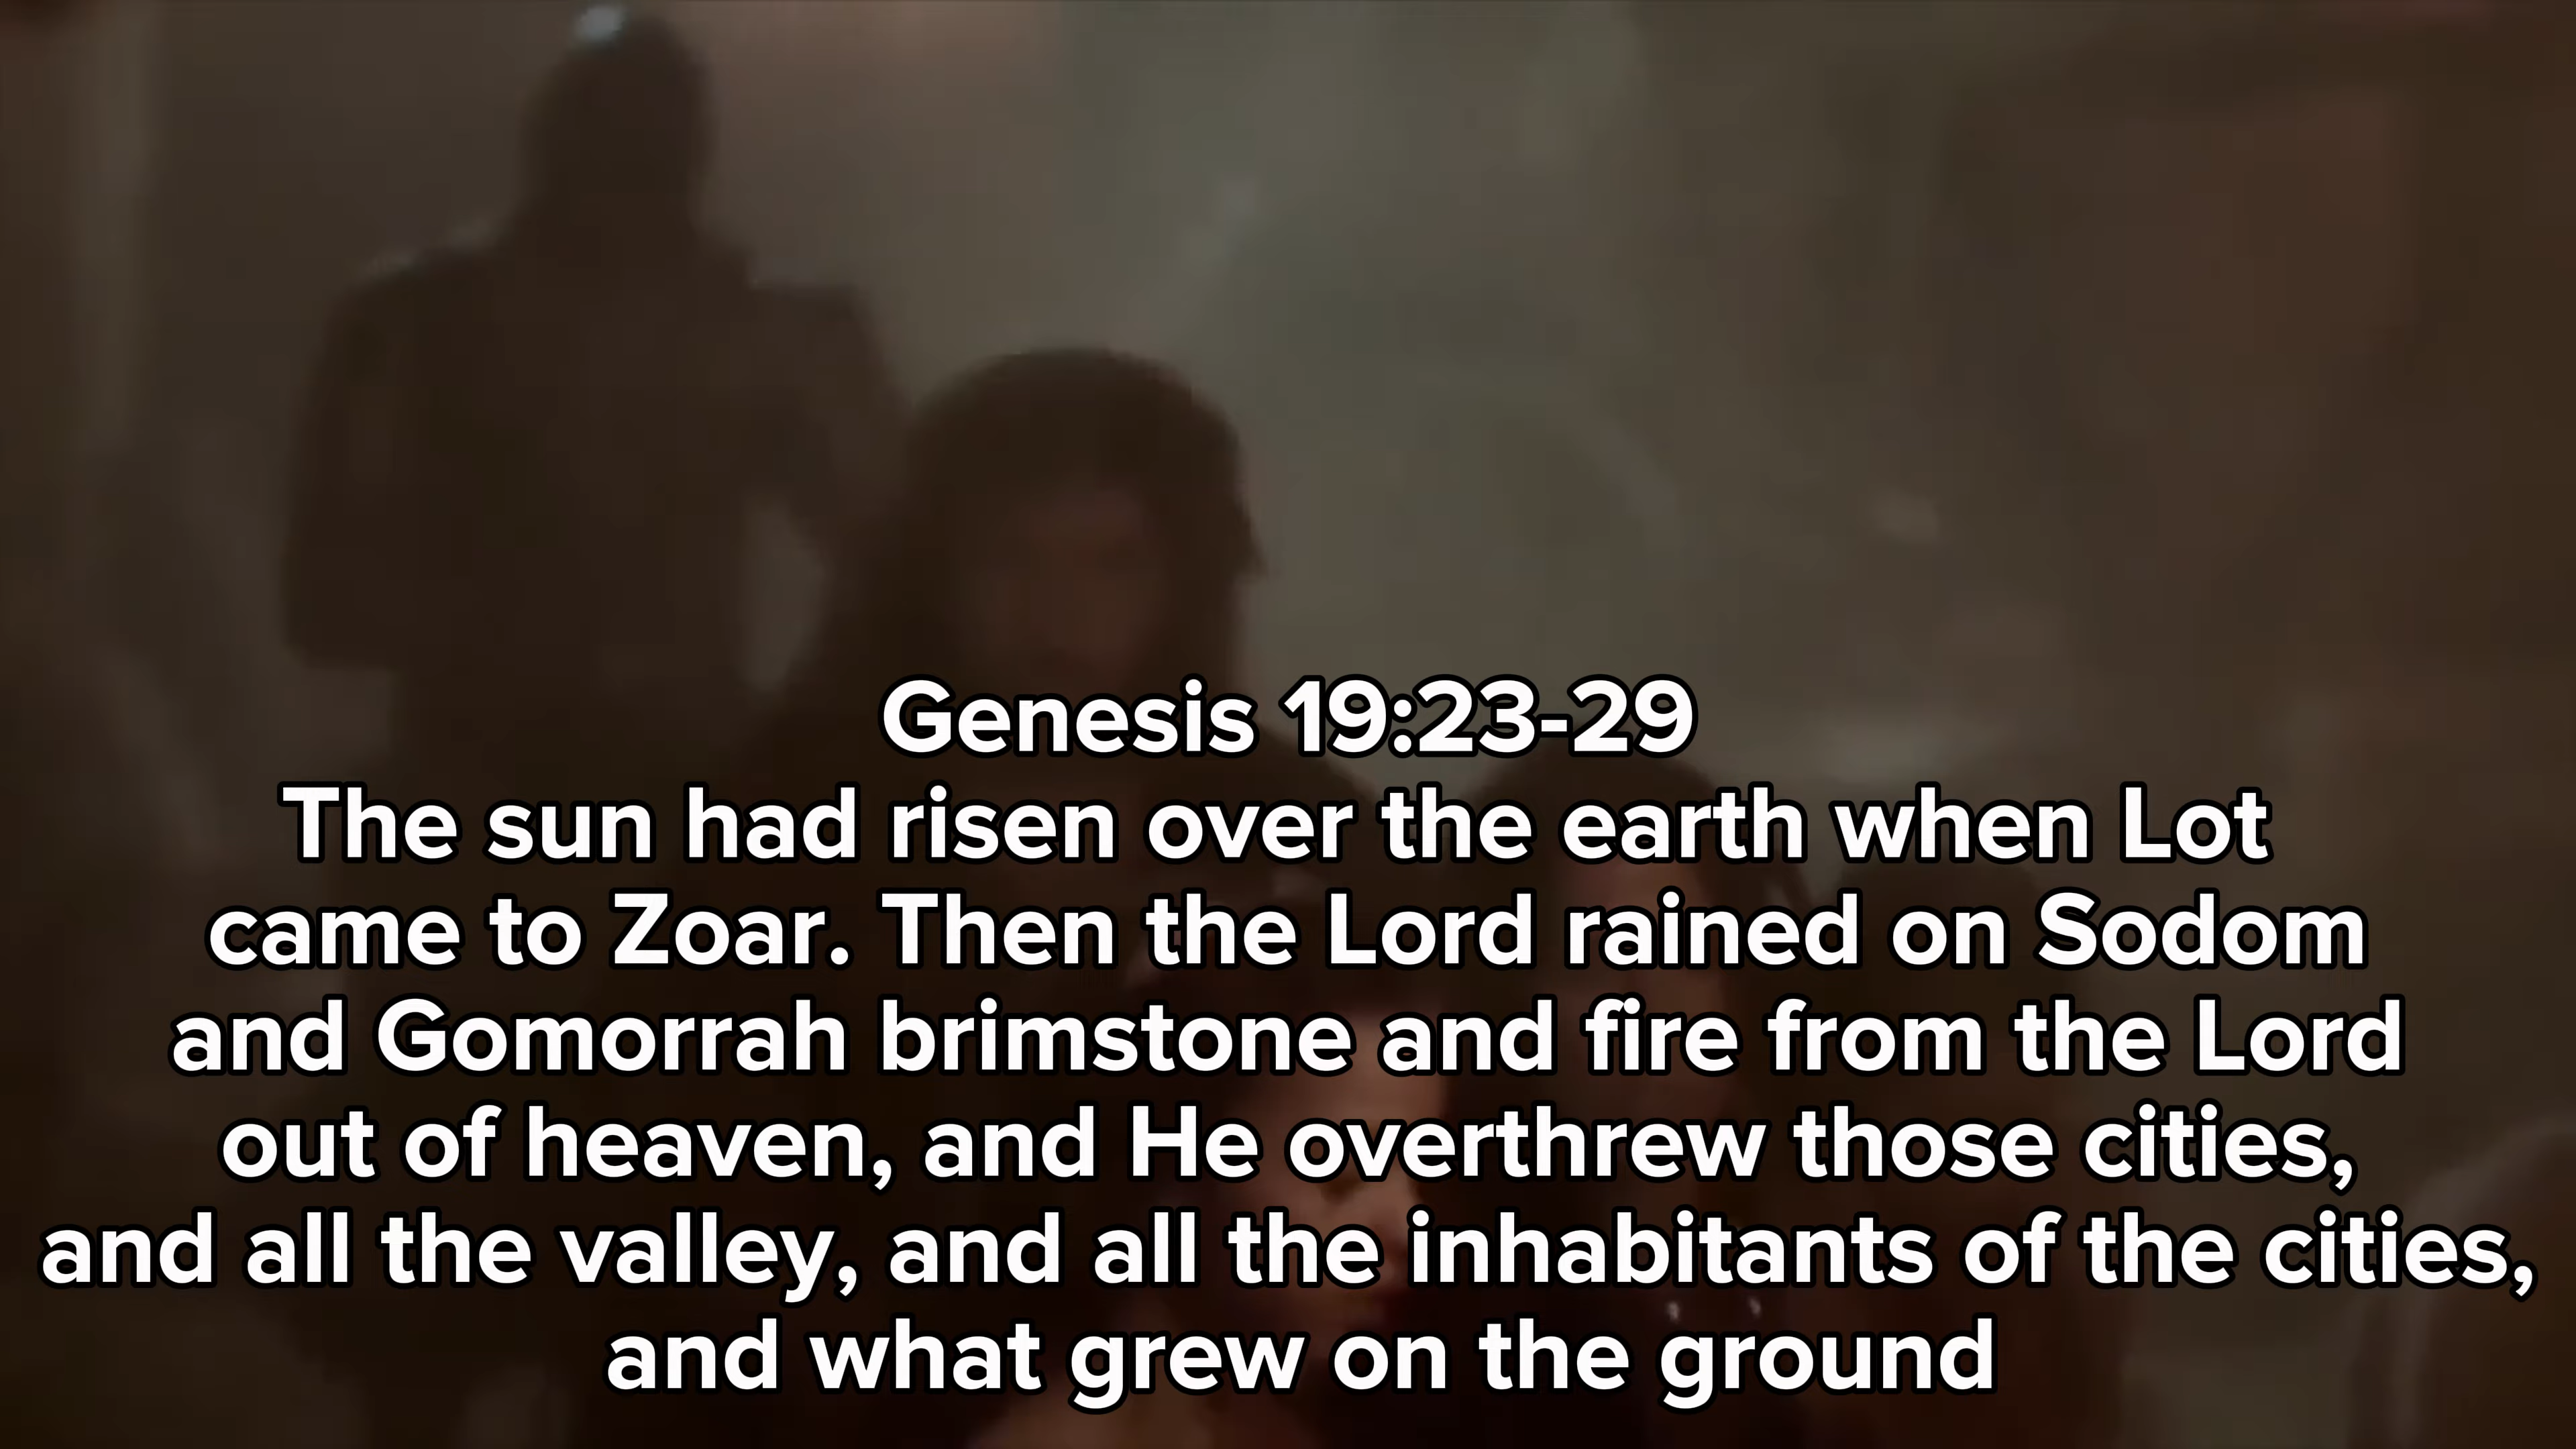 Genesis 19:23-29
The sun had risen over the earth when Lot
came to Zoar. Then the Lord rained on Sodom
and Gomorrah brimstone and fire from the Lord
out of heaven, and He overthrew those cities,
and all the valley, and all the inhabitants of the cities,
and what grew on the ground